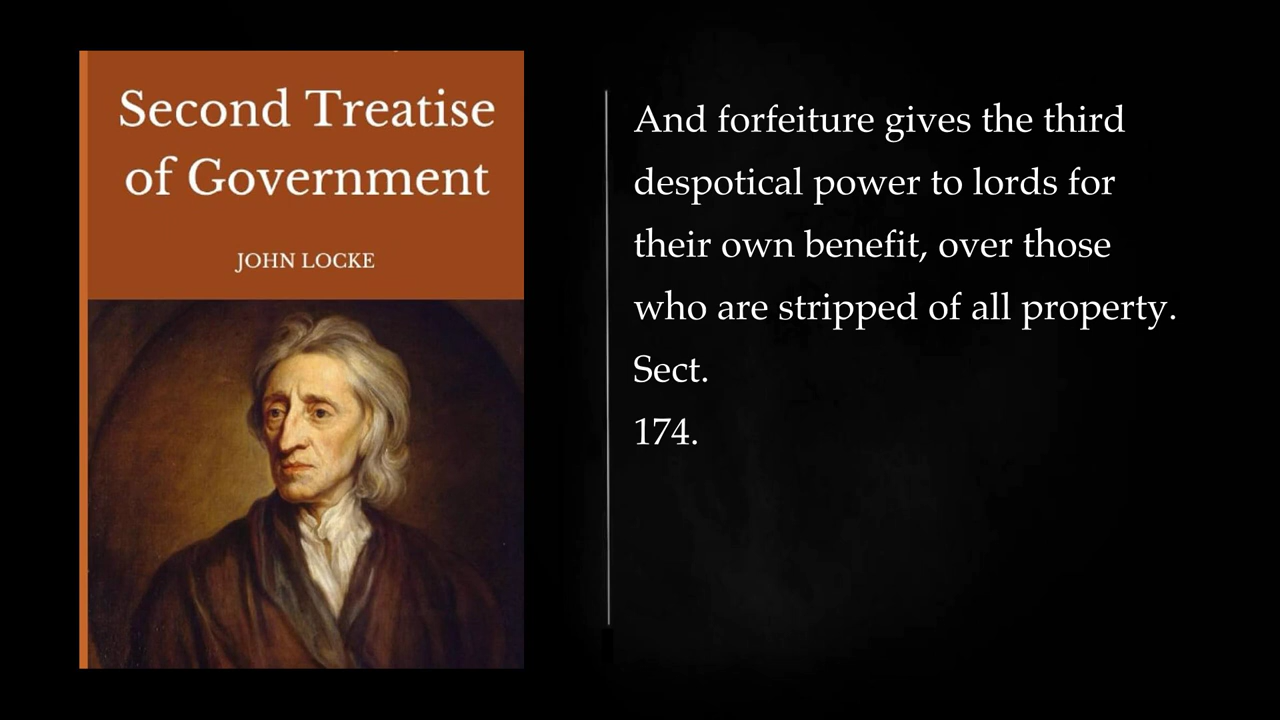 Second Treatise
of Government
JOHN LOCKE
And forfeiture gives the third
despotical power to lords for
their own benefit, over those
who are stripped of all property.
Sect.
174.